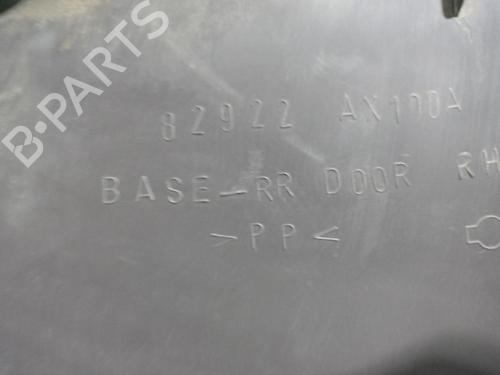 B-PARTS
82922 AX100A
BASE-RR DOOR RH
>PP<